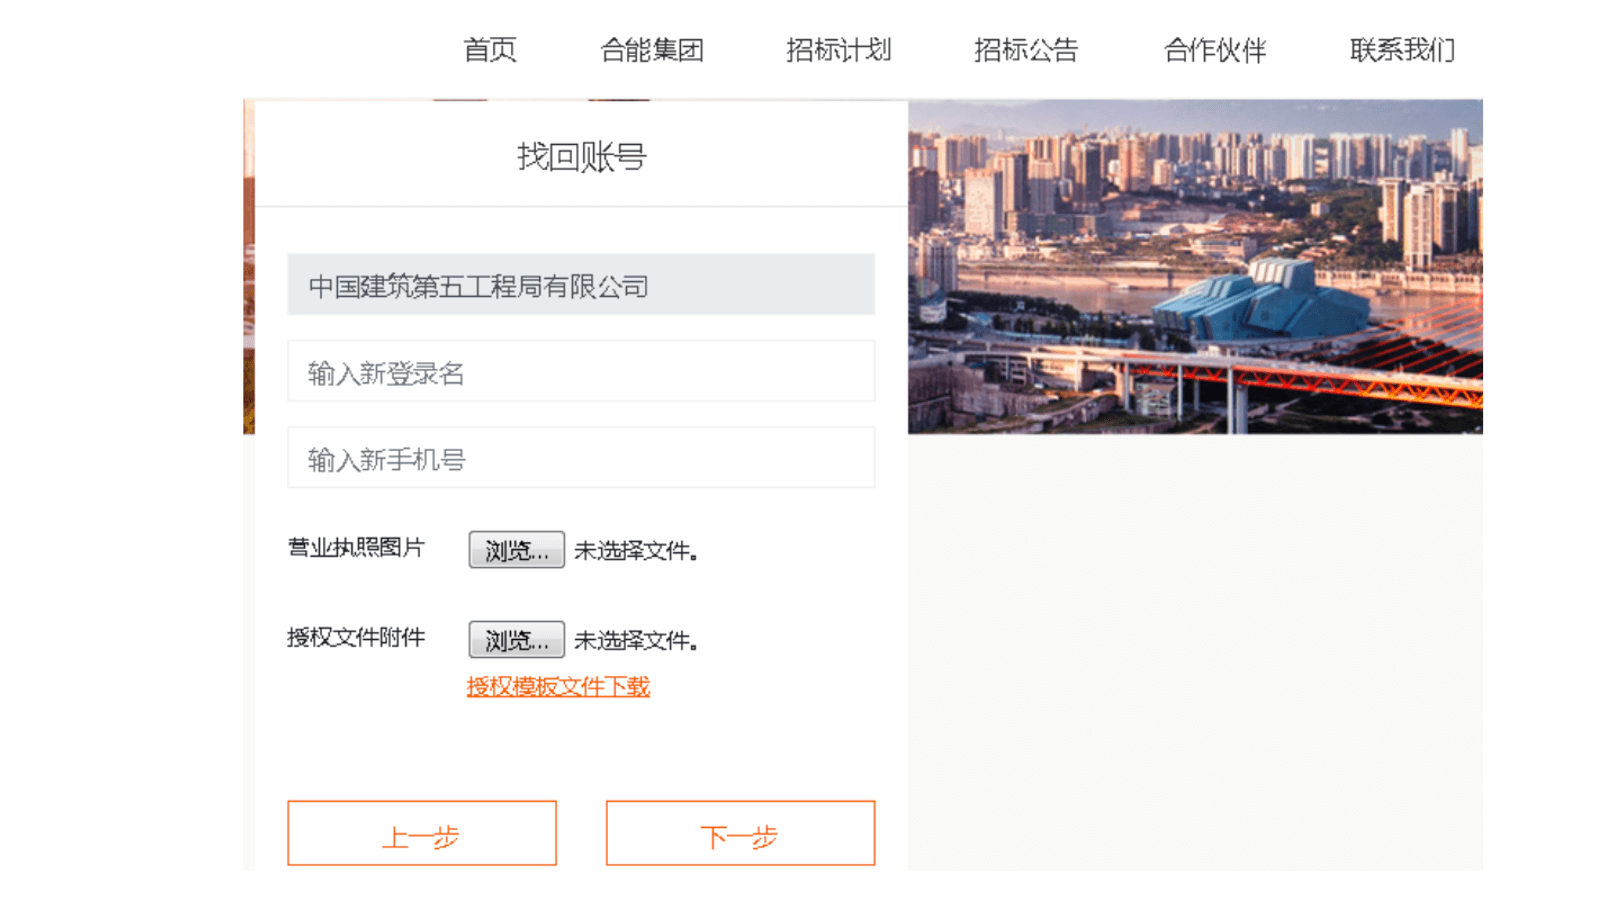 首页 合能集团 招标计划 招标公告 合作伙伴 联系我们
找回账号
中国建筑第五工程局有限公司
输入新登录名
输入新手机号
营业执照图片 浏览... 未选择文件。
授权文件附件 浏览... 未选择文件。
授权模板文件下载
上一步 下一步